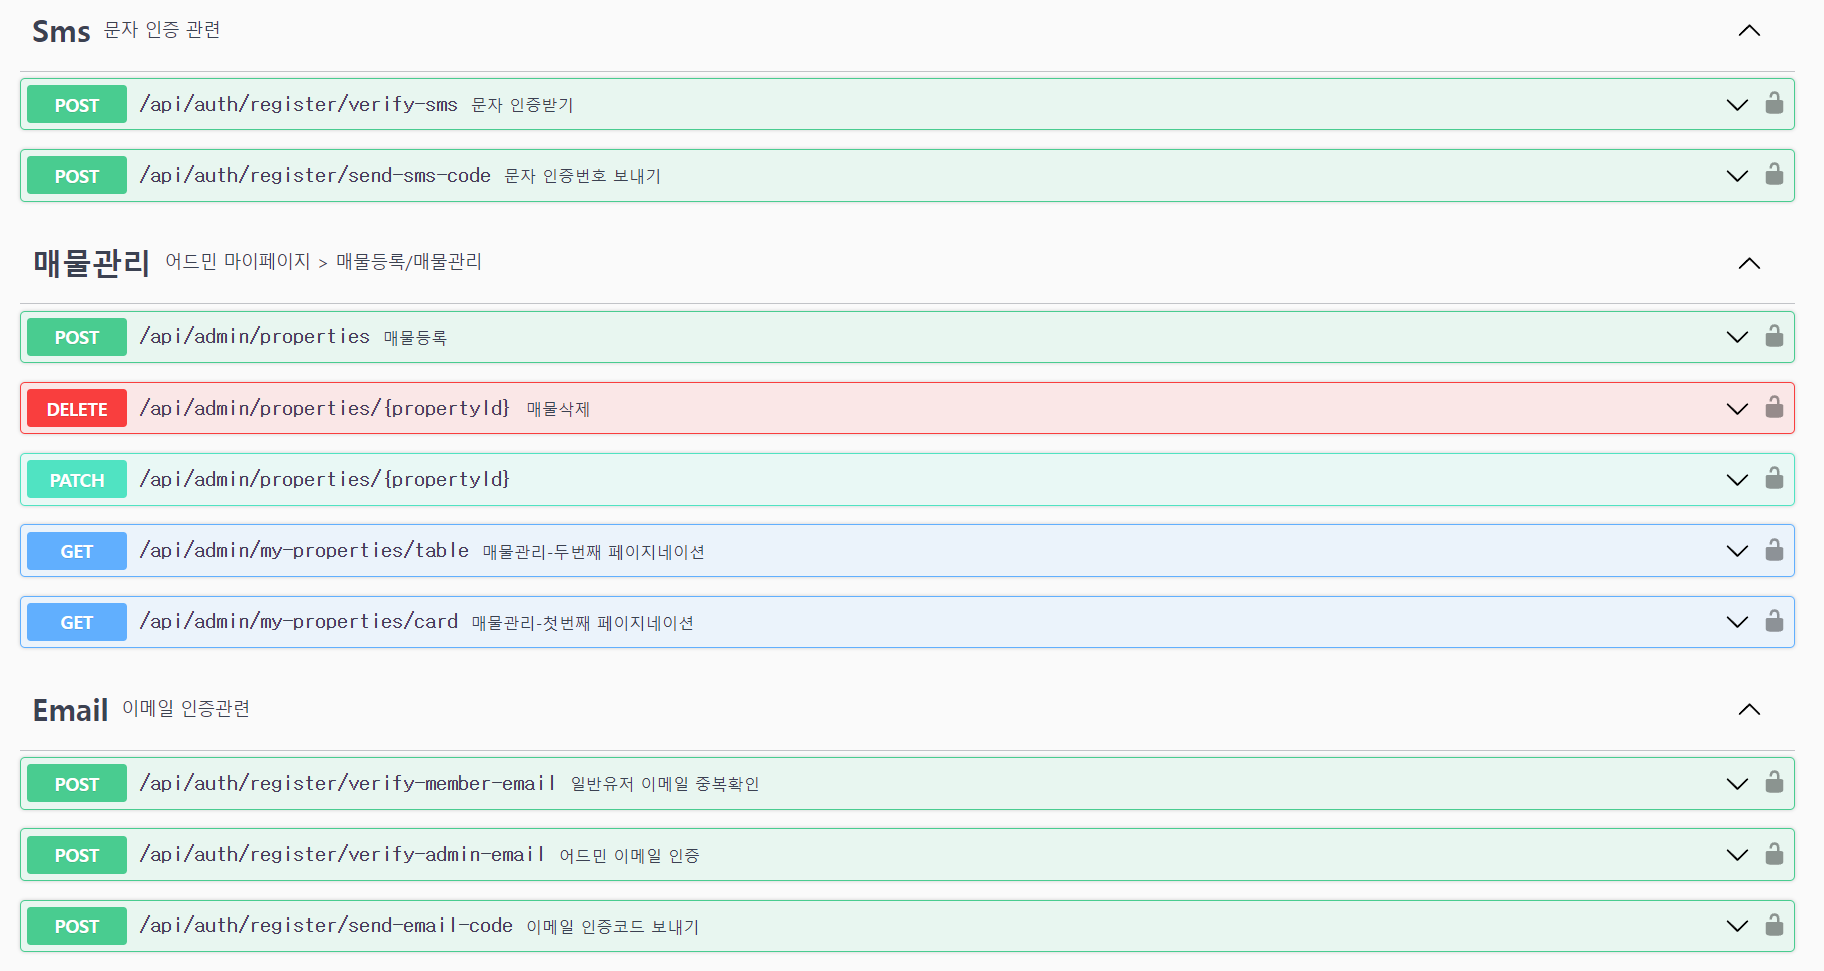 Sms 문자 인증 관련
POST /api/auth/register/verify-sms 문자 인증받기
POST /api/auth/register/send-sms-code 문자 인증번호 보내기
매물관리 어드민 마이페이지 > 매물등록/매물관리
POST /api/admin/properties 매물등록
DELETE /api/admin/properties/{propertyId} 매물삭제
PATCH /api/admin/properties/{propertyId}
GET /api/admin/my-properties/table 매물관리-두번째 페이지네이션
GET /api/admin/my-properties/card 매물관리-첫번째 페이지네이션
Email 이메일 인증관련
POST /api/auth/register/verify-member-email 일반유저 이메일 중복확인
POST /api/auth/register/verify-admin-email 어드민 이메일 인증
POST /api/auth/register/send-email-code 이메일 인증코드 보내기